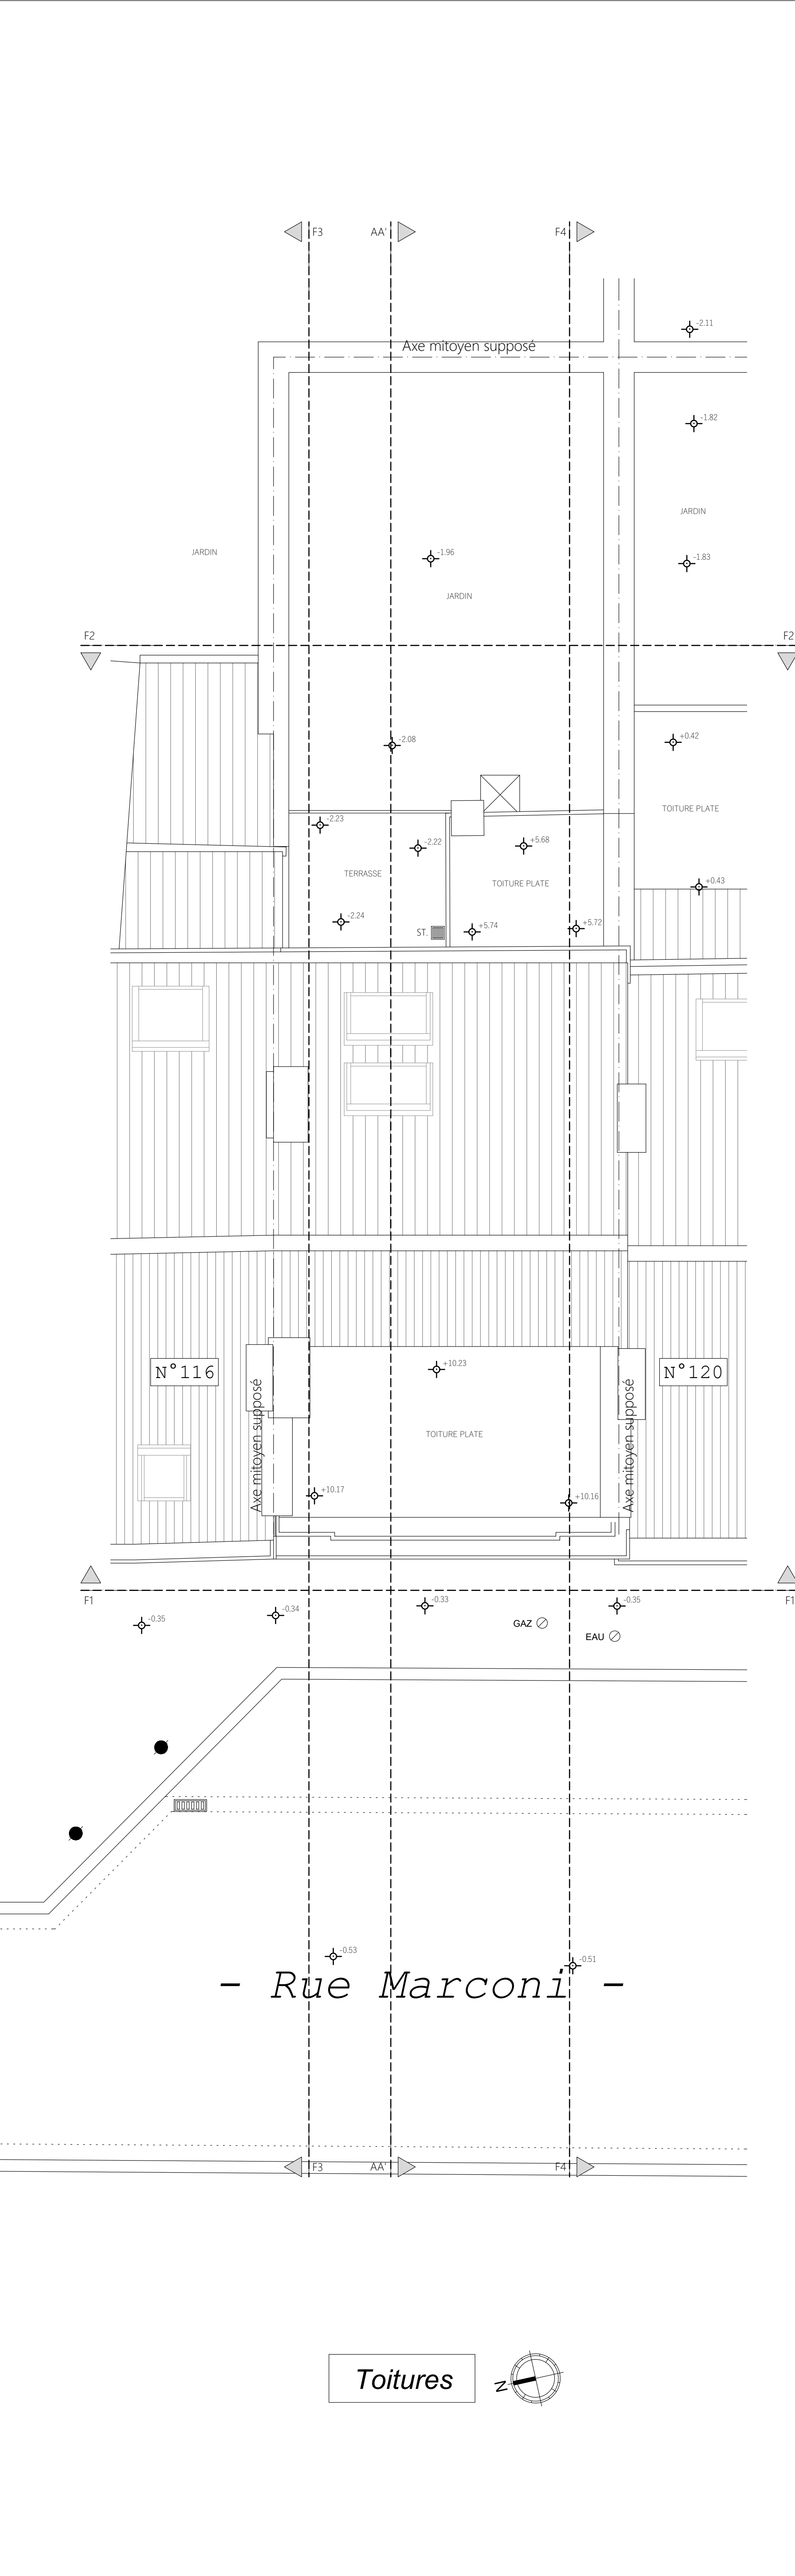 F3 AA' F4
-2.11
Axe mitoyen supposé
-1.82
JARDIN
JARDIN
-1.96
-1.83
JARDIN
F2 F2
-2.08 +0.42
TOITURE PLATE
-2.23
-2.22 +5.68
TERRASSE
TOITURE PLATE
+0.43
-2.24
ST. +5.74 +5.72
+10.23
N°116 N°120
Axe mitoyen supposé
Axe mitoyen supposé
TOITURE PLATE
+10.17 +10.16
F1 F1
-0.35 -0.34 -0.33 -0.35
GAZ
EAU
-0.53 -0.51
- Rue Marconi -
F3 AA' F4
Toitures
N